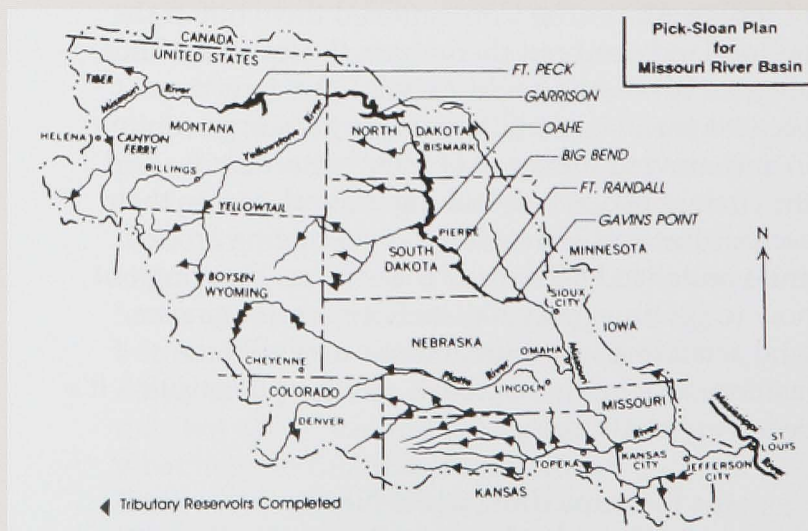 Pick-Sloan Plan
for
Missouri River Basin
CANADA
UNITED STATES
TIBER
Missouri River
FT. PECK
GARRISON
HELENA
CANYON
FERRY
MONTANA
Yellowstone River
NORTH DAKOTA
BISMARK
OAHE
BILLINGS
BIG BEND
FT. RANDALL
YELLOWTAIL
GAVINS POINT
PIERRE
MINNESOTA
N
SOUTH
DAKOTA
BOYSEN
WYOMING
SIOUX
CITY
IOWA
NEBRASKA
OMAHA
Missouri
CHEYENNE
Platte River
LINCOLN
COLORADO
MISSOURI
Mississippi
River
DENVER
River
ST
LOUIS
TOPEKA
KANSAS
CITY
JEFFERSON
CITY
KANSAS
Tributary Reservoirs Completed